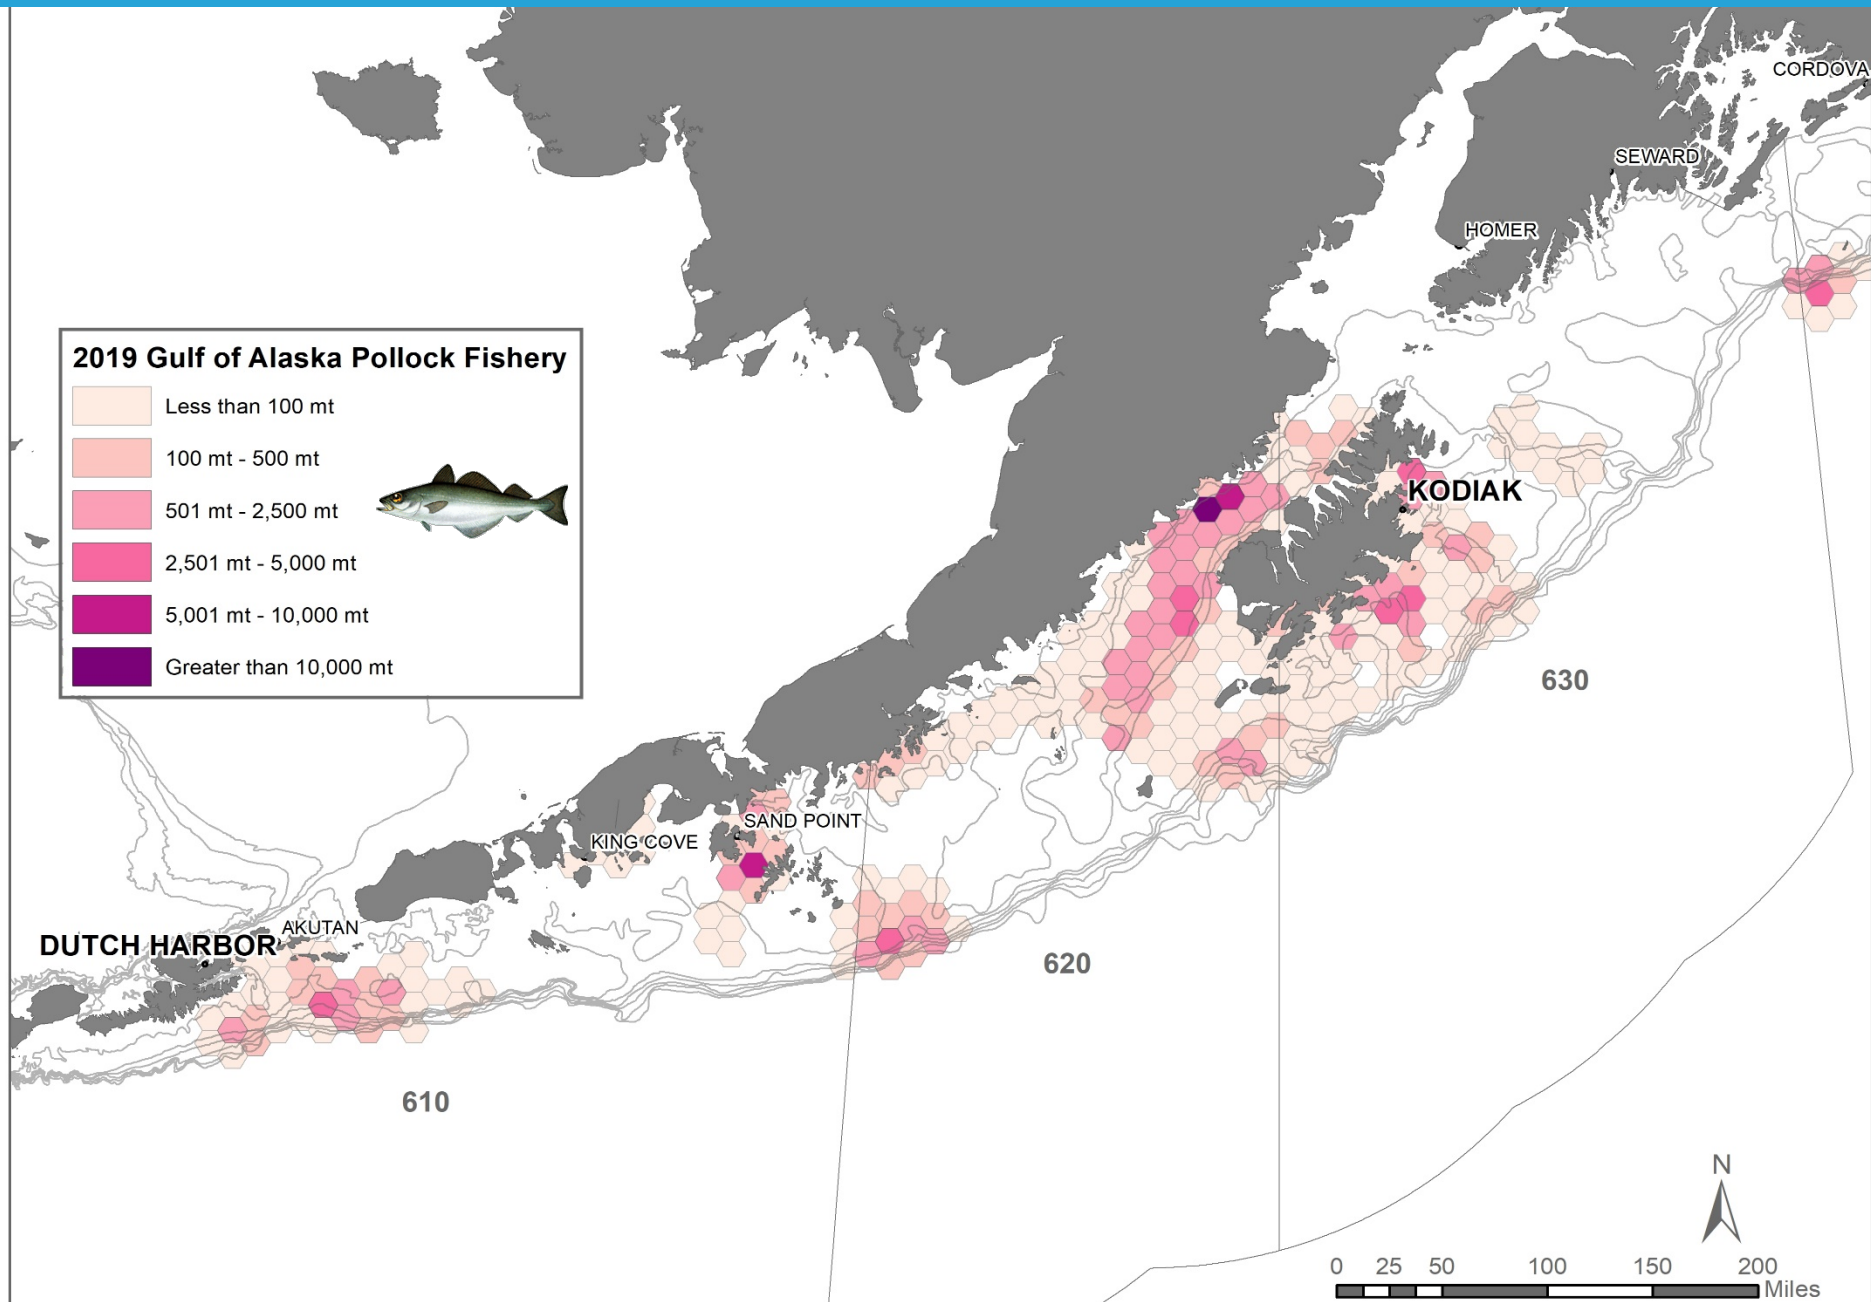 CORDOVA
SEWARD
HOMER
2019 Gulf of Alaska Pollock Fishery
Less than 100 mt
100 mt - 500 mt
501 mt - 2,500 mt
2,501 mt - 5,000 mt
5,001 mt - 10,000 mt
Greater than 10,000 mt
KODIAK
630
SAND POINT
KING COVE
AKUTAN
DUTCH HARBOR
620
610
N
0 25 50 100 150 200
Miles